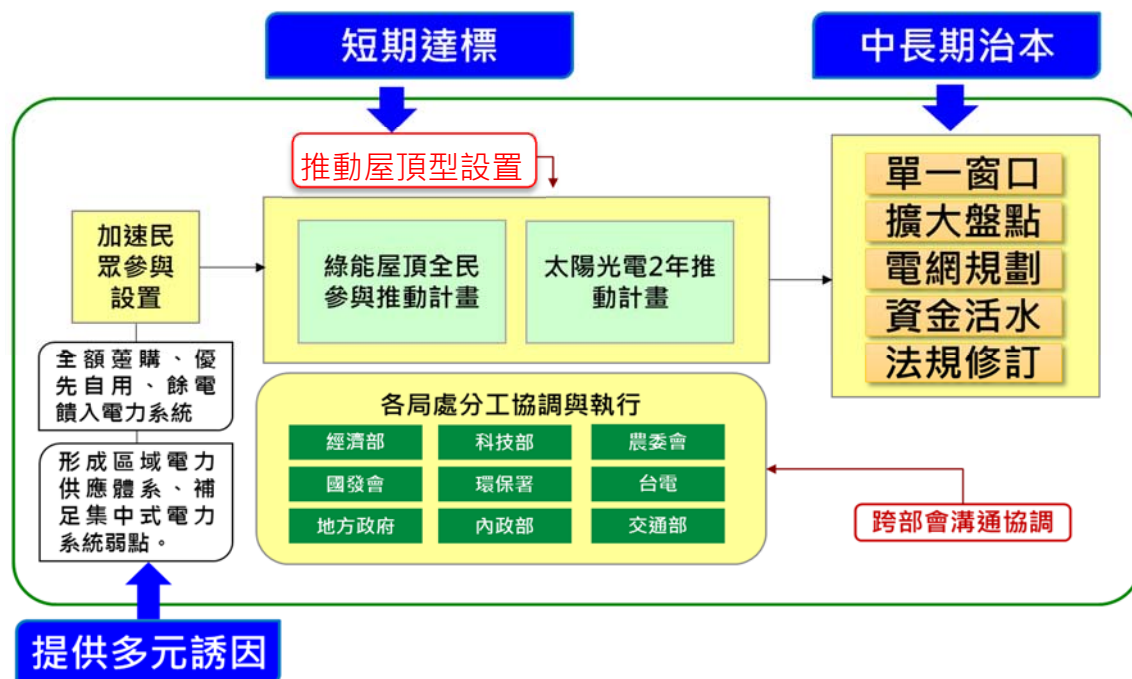 短期達標
中長期治本
推動屋頂型設置
加速民
眾參與
設置
綠能屋頂全民
參與推動計畫
太陽光電2年推
動計畫
單一窗口
擴大盤點
電網規劃
資金活水
法規修訂
全額躉購、優
先自用、餘電
饋入電力系統
形成區域電力
供應體系、補
足集中式電力
系統弱點。
各局處分工協調與執行
經濟部
科技部
農委會
國發會
環保署
台電
地方政府
內政部
交通部
跨部會溝通協調
提供多元誘因